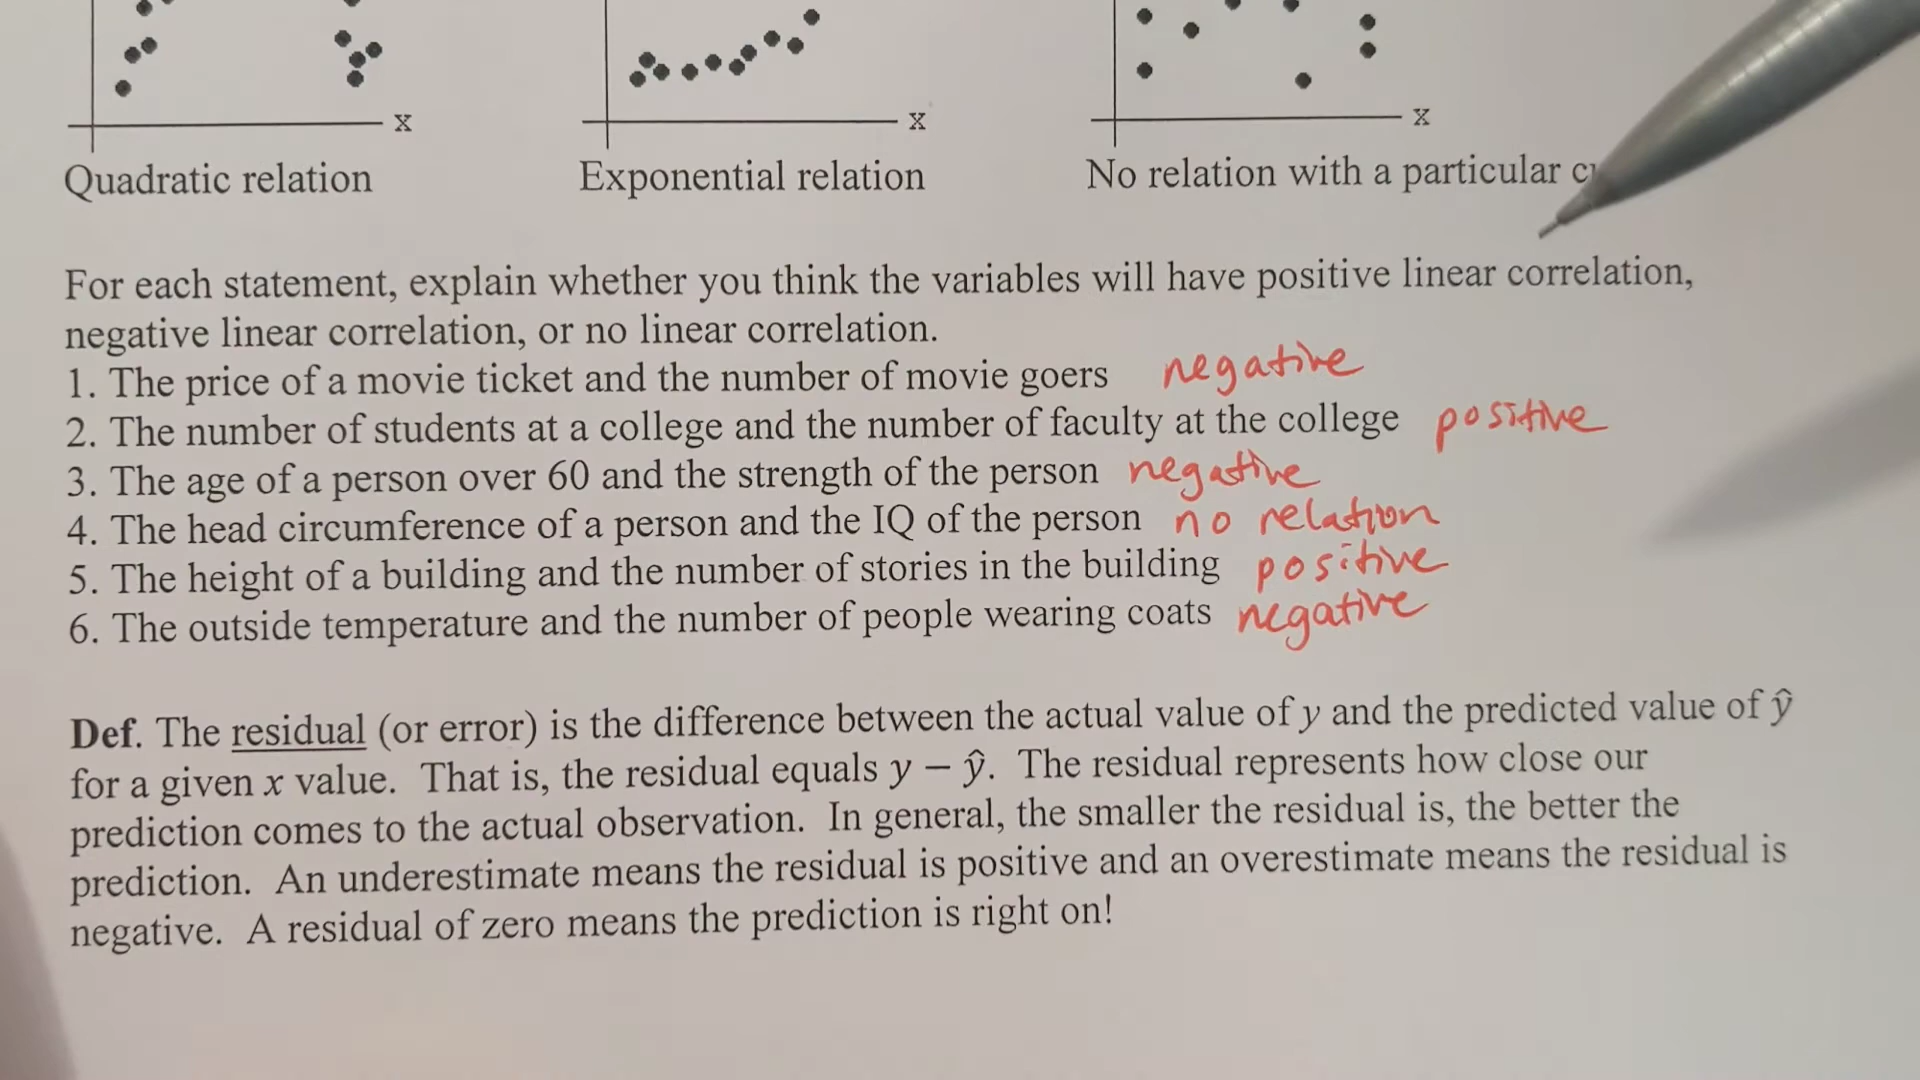 x x x
Quadratic relation Exponential relation No relation with a particular
For each statement, explain whether you think the variables will have positive linear correlation,
negative linear correlation, or no linear correlation.
1. The price of a movie ticket and the number of movie goers negative
2. The number of students at a college and the number of faculty at the college positive
3. The age of a person over 60 and the strength of the person negative
4. The head circumference of a person and the IQ of the person no relation
5. The height of a building and the number of stories in the building positive
6. The outside temperature and the number of people wearing coats negative
Def. The residual (or error) is the difference between the actual value of y and the predicted value of ŷ
for a given x value. That is, the residual equals y − ŷ. The residual represents how close our
prediction comes to the actual observation. In general, the smaller the residual is, the better the
prediction. An underestimate means the residual is positive and an overestimate means the residual is
negative. A residual of zero means the prediction is right on!